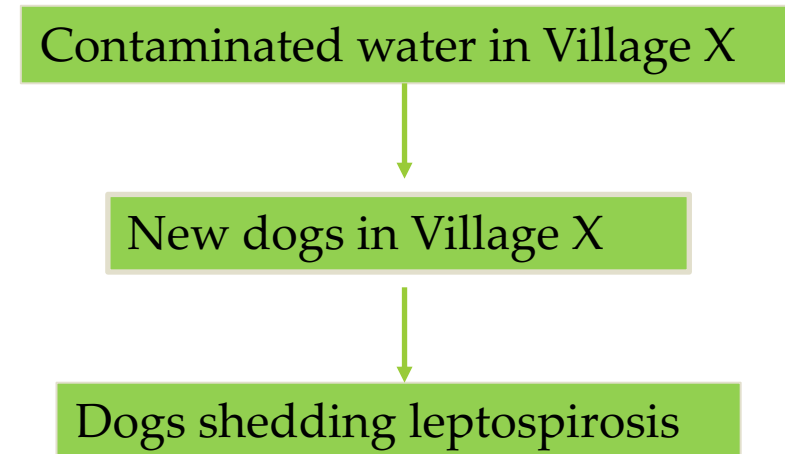 Contaminated water in Village X
New dogs in Village X
Dogs shedding leptospirosis